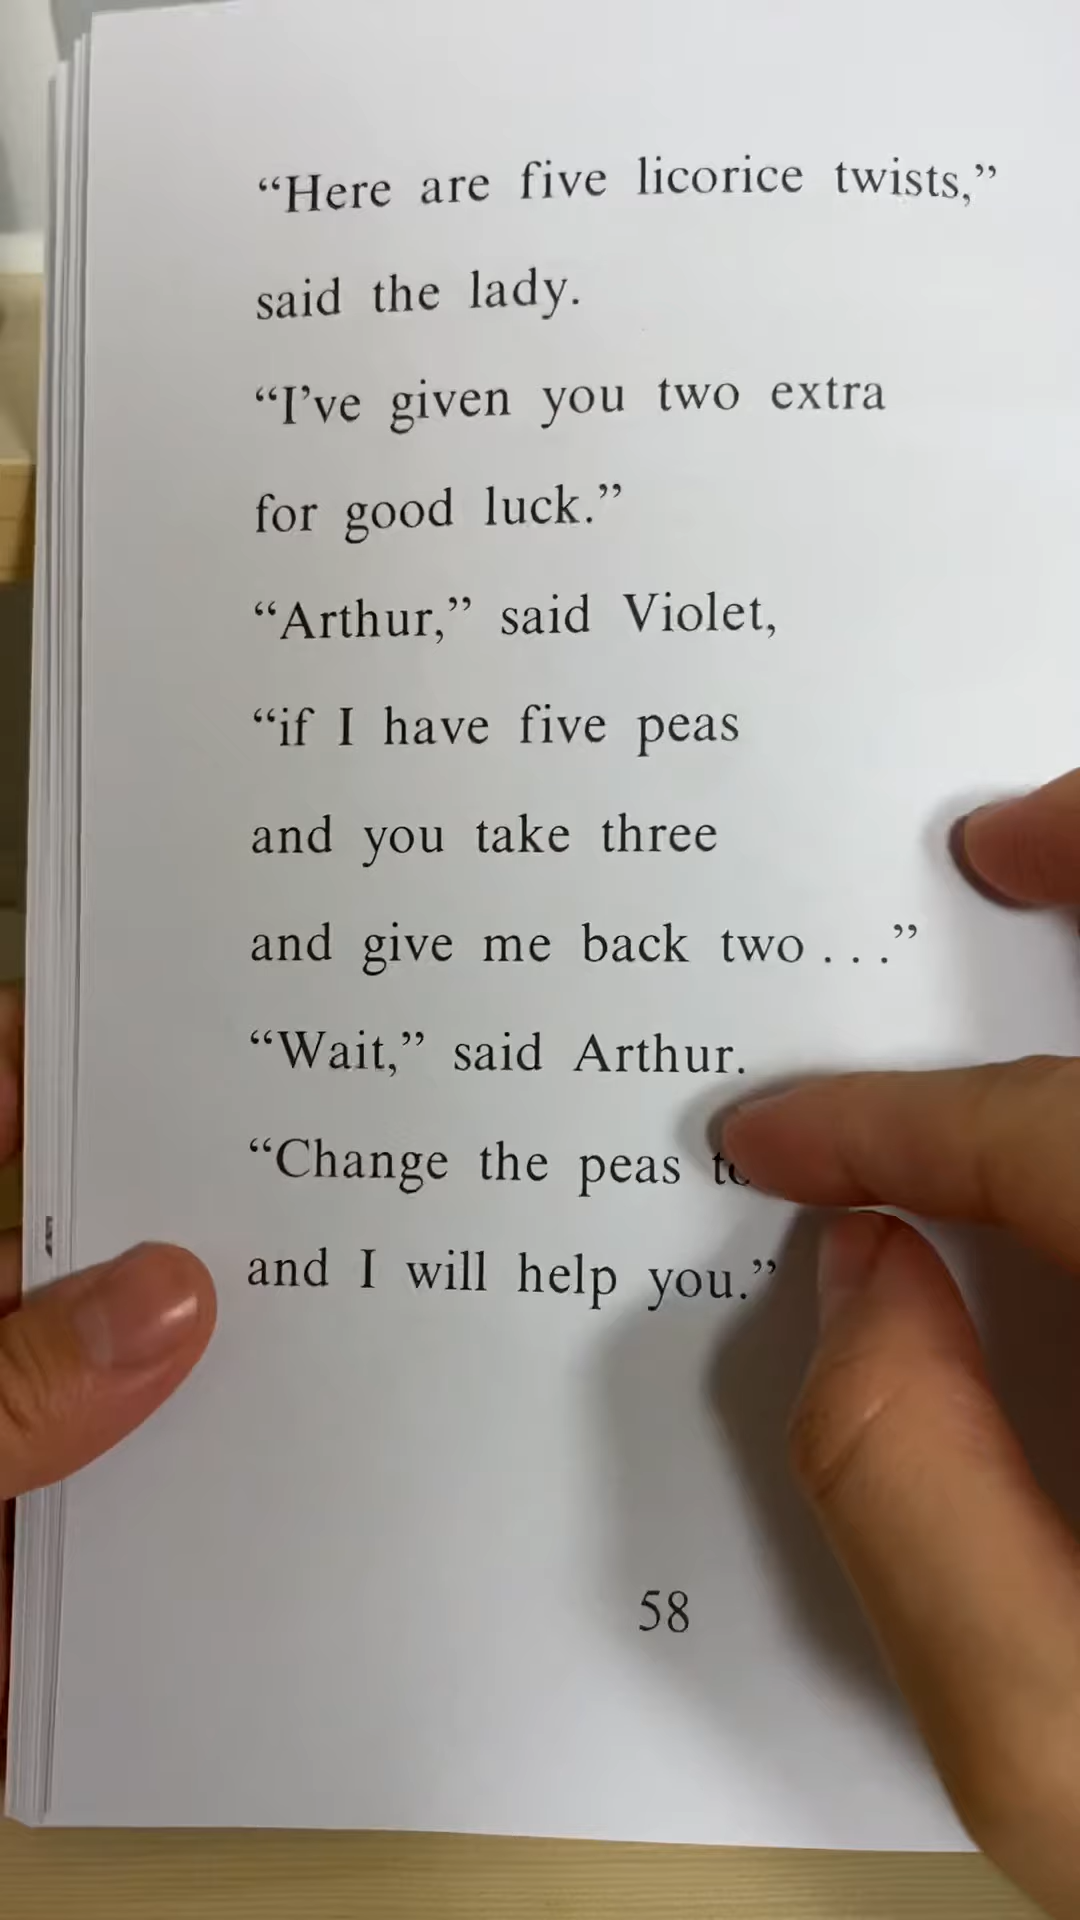 “Here are five licorice twists,”
said the lady.
“I’ve given you two extra
for good luck.”
“Arthur,” said Violet,
“if I have five peas
and you take three
and give me back two . . .”
“Wait,” said Arthur.
“Change the peas
and I will help you.”
58